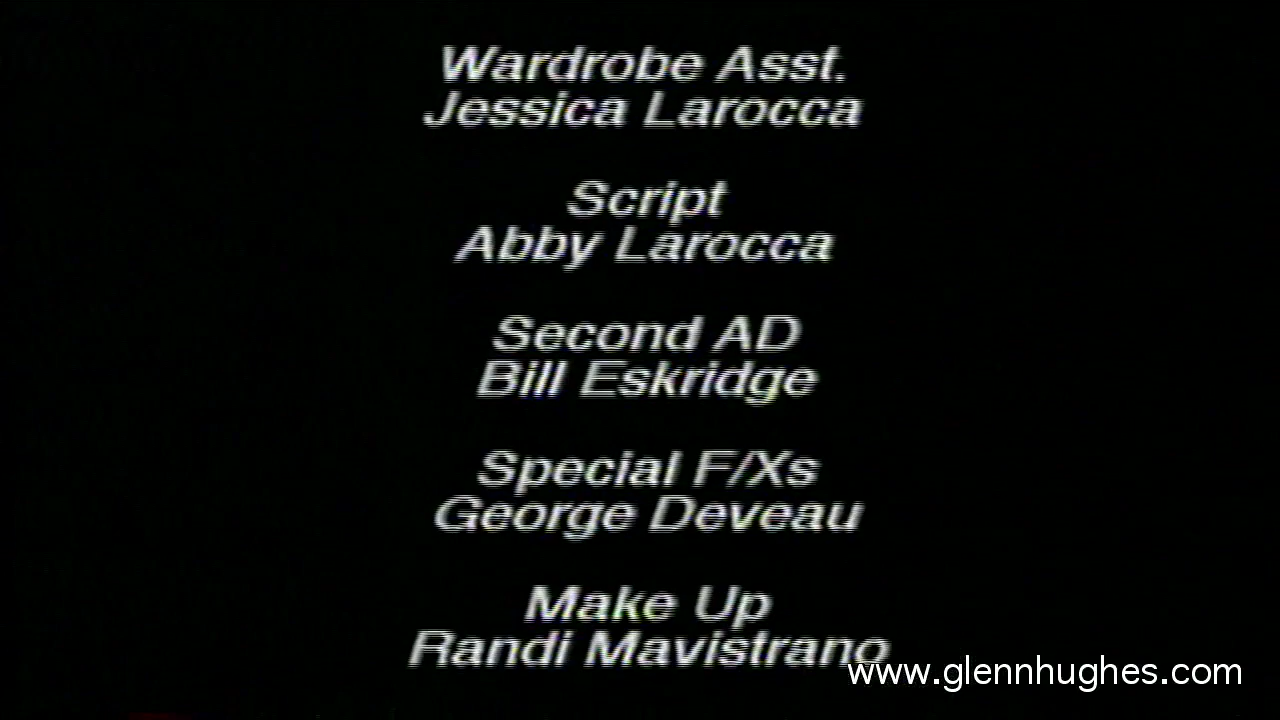 Wardrobe Asst.
Jessica Larocca
Script
Abby Larocca
Second AD
Bill Eskridge
Special F/Xs
George Deveau
Make Up
Randi Mavistrano
www.glennhughes.com